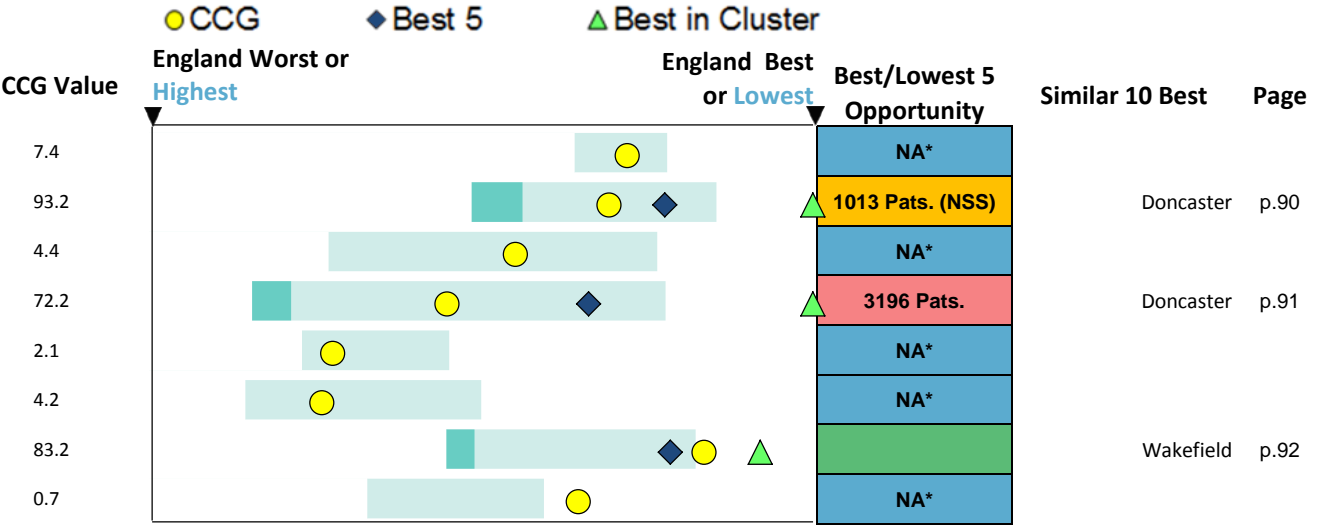 CCG Best 5 Best in Cluster
CCG Value
England Worst or
Highest
England Best
or Lowest
Best/Lowest 5
Opportunity
Similar 10 Best
Page
7.4 NA*
93.2 1013 Pats. (NSS) Doncaster p.90
4.4 NA*
72.2 3196 Pats. Doncaster p.91
2.1 NA*
4.2 NA*
83.2 Wakefield p.92
0.7 NA*